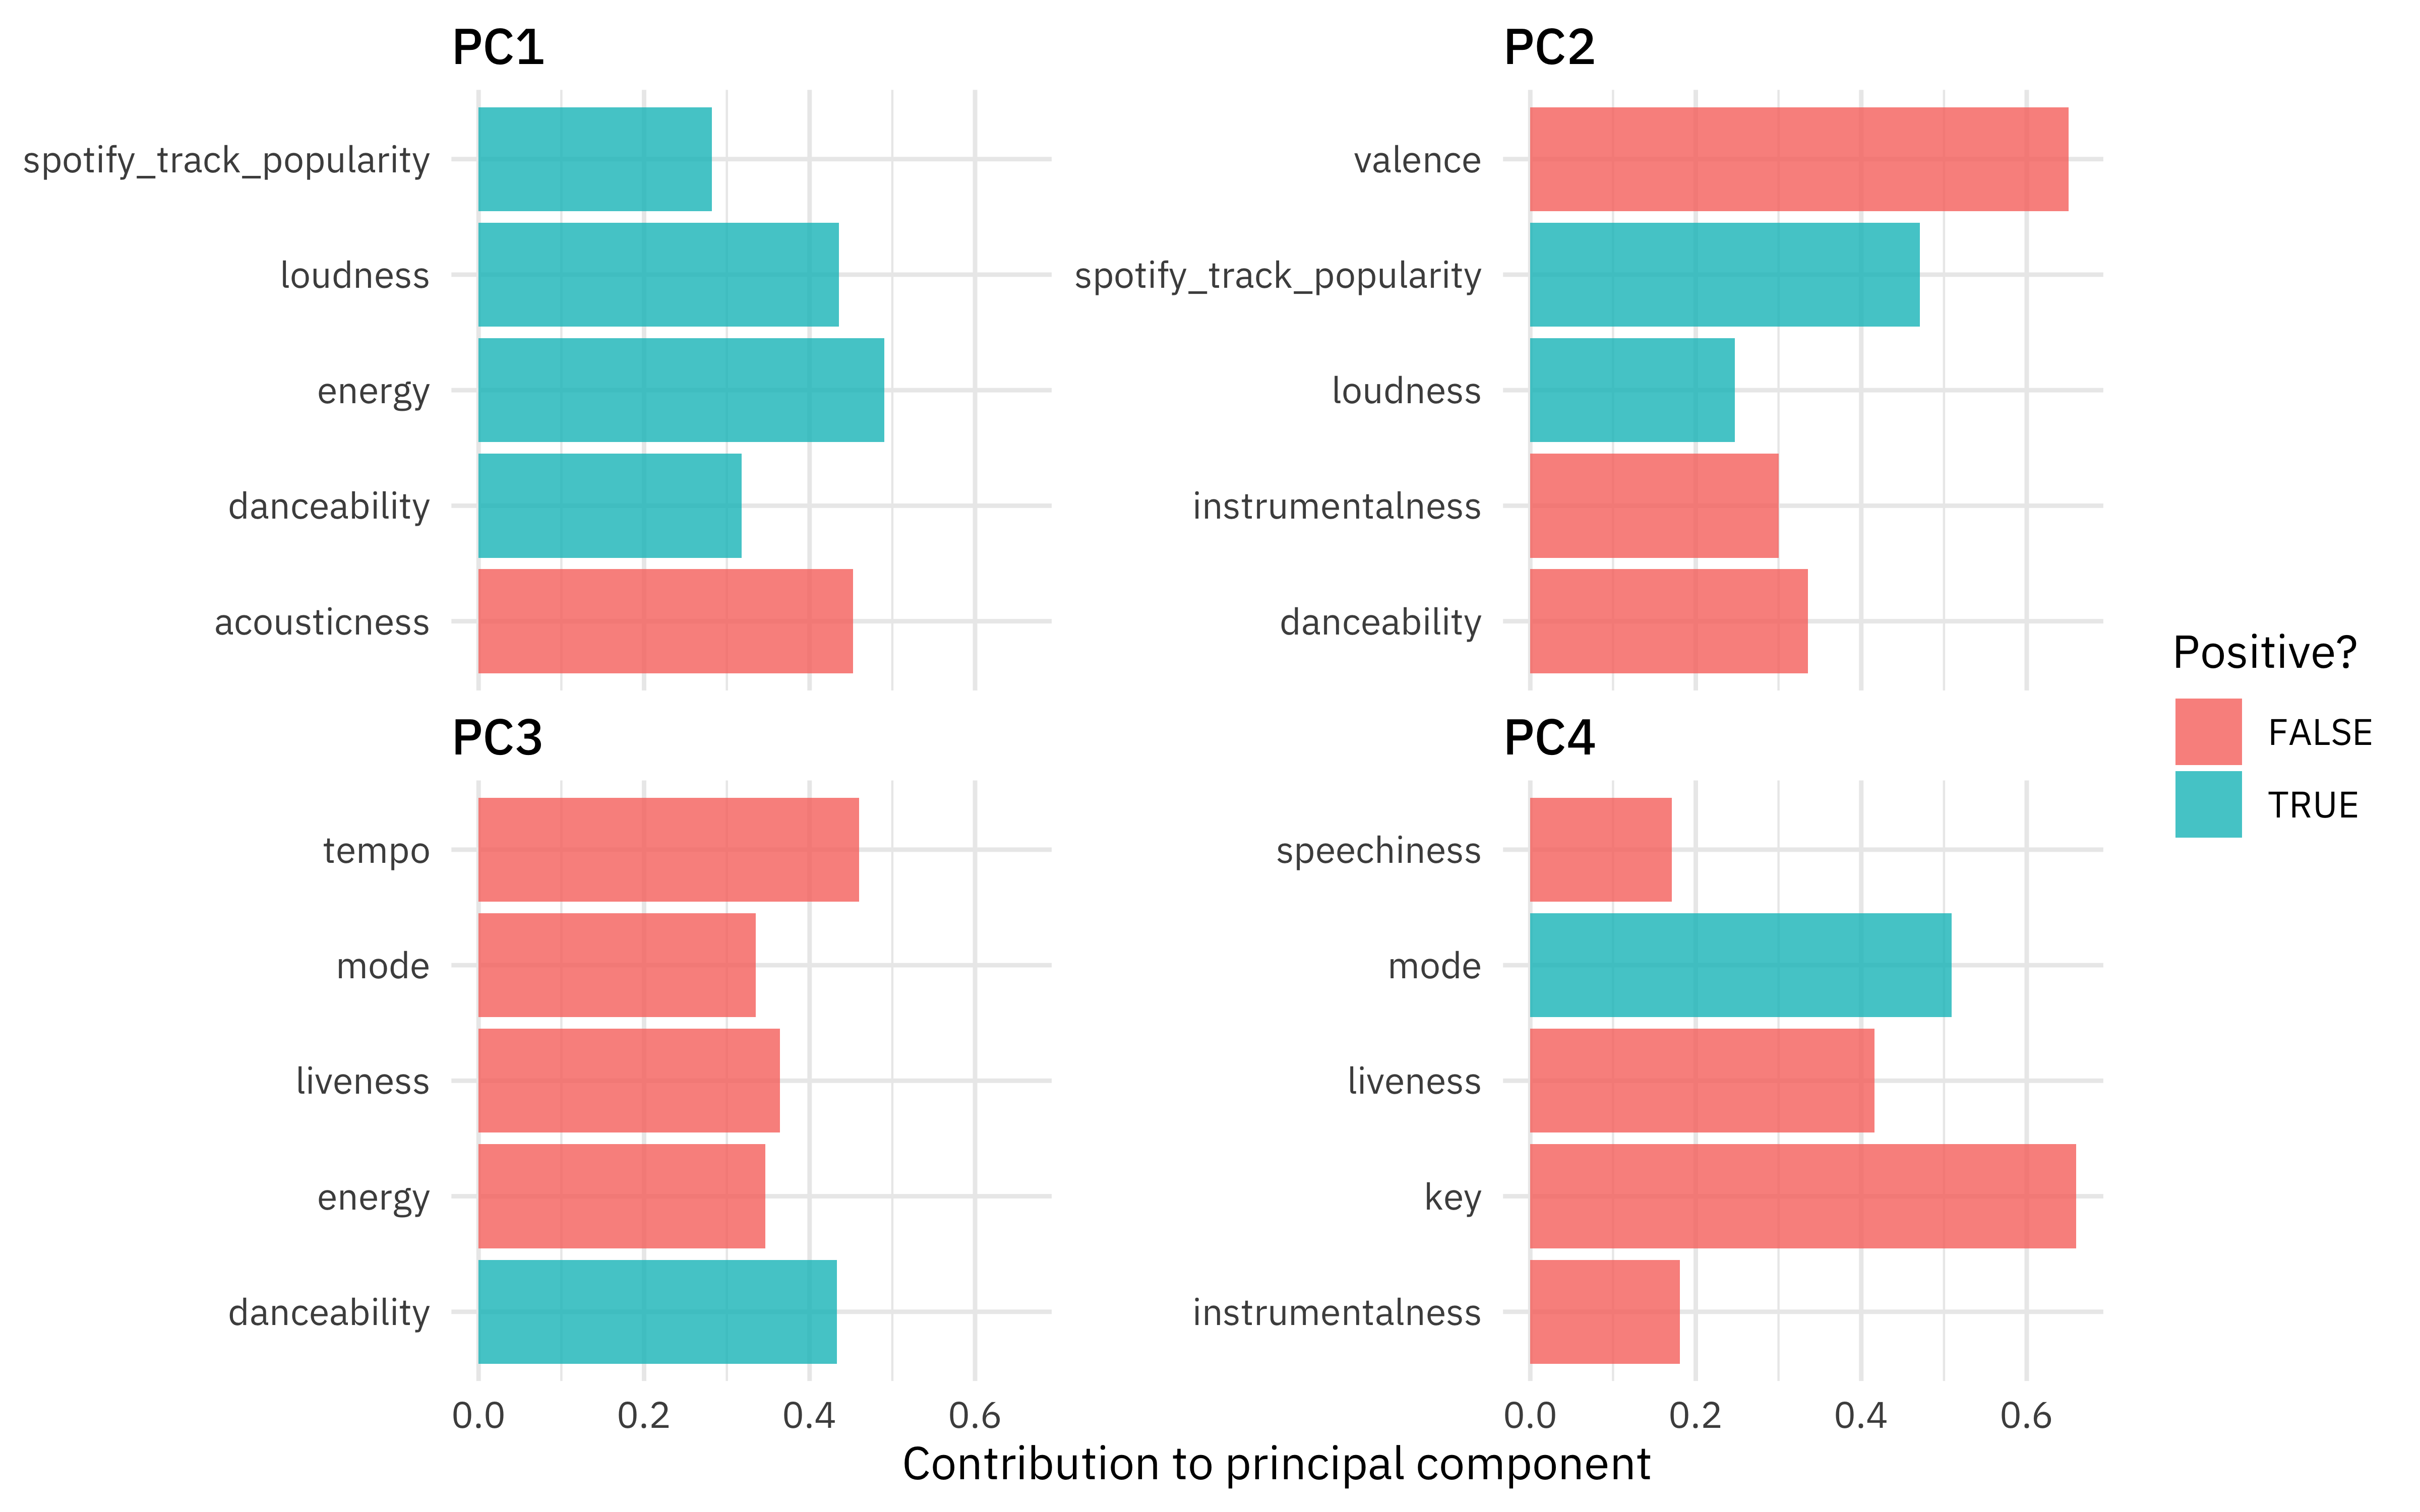 PC1
spotify_track_popularity
loudness
energy
danceability
acousticness
PC2
valence
spotify_track_popularity
loudness
instrumentalness
danceability
PC3
tempo
mode
liveness
energy
danceability
0.0 0.2 0.4 0.6
PC4
speechiness
mode
liveness
key
instrumentalness
0.0 0.2 0.4 0.6
Contribution to principal component
Positive?
FALSE
TRUE